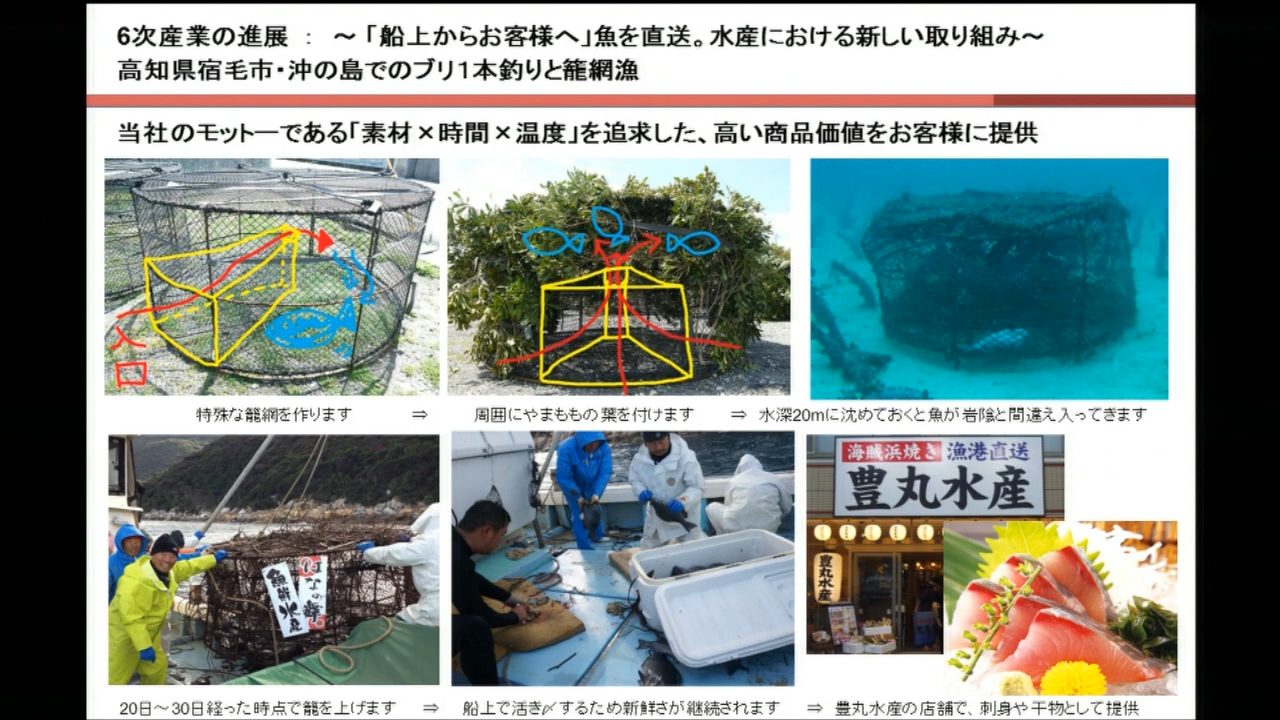 6次産業の進展 : ～「船上からお客様へ」魚を直送。水産における新しい取り組み～
高知県宿毛市・沖の島でのブリ1本釣りと籠網漁
当社のモットーである「素材×時間×温度」を追求した、高い商品価値をお客様に提供
入口
特殊な籠網を作ります ⇒ 周囲にやまももの葉を付けます ⇒ 水深20mに沈めておくと魚が岩陰と間違え入ってきます
海賊浜焼き 漁港直送
豊丸水産
豊丸水産
はなの舞
魚鮮水産
20日～30日経った時点で籠を上げます ⇒ 船上で活き〆するため新鮮さが継続されます ⇒ 豊丸水産の店舗で、刺身や干物として提供